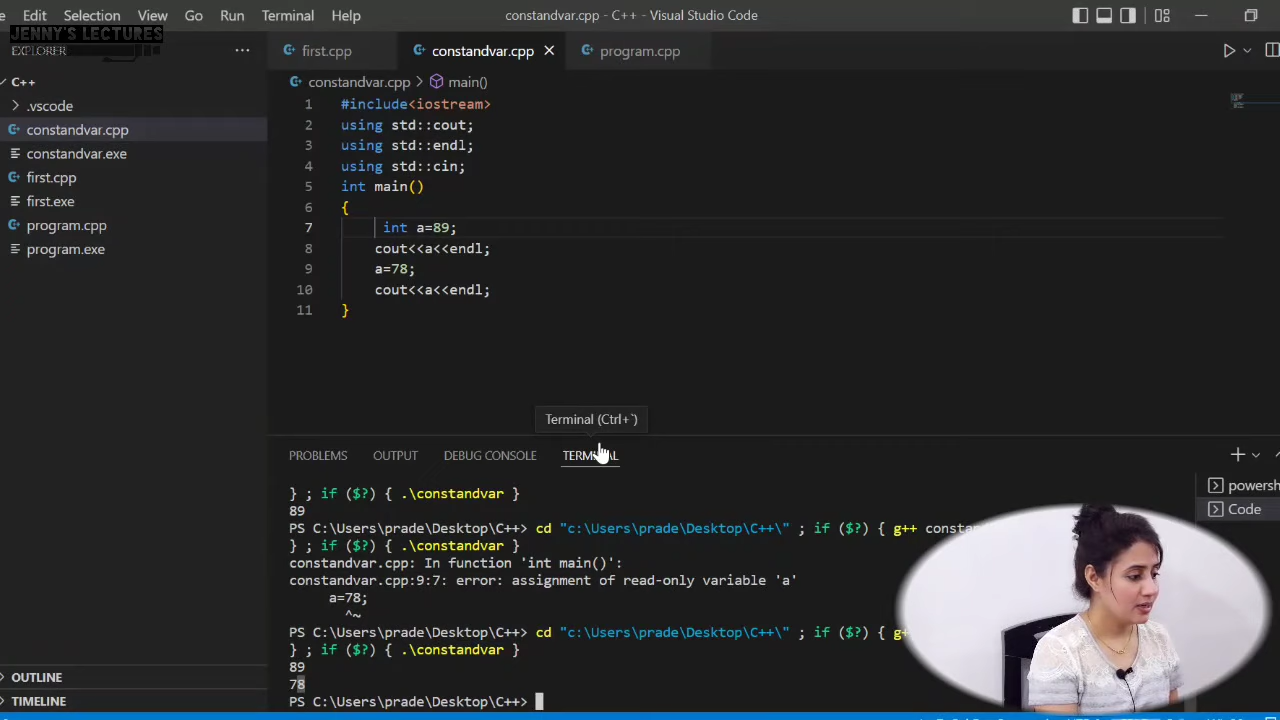 Edit Selection View Go Run Terminal Help constandvar.cpp - C++ - Visual Studio Code
JENNY'S LECTURES
EXPLORER ...
first.cpp constandvar.cpp program.cpp
C++
constandvar.cpp > main()
.vscode
constandvar.cpp
constandvar.exe
first.cpp
first.exe
program.cpp
program.exe
1 #include<iostream>
2 using std::cout;
3 using std::endl;
4 using std::cin;
5 int main()
6 {
7 int a=89;
8 cout<<a<<endl;
9 a=78;
10 cout<<a<<endl;
11 }
Terminal (Ctrl+`)
PROBLEMS OUTPUT DEBUG CONSOLE TERMINAL
} ; if ($?) { .\constandvar }
89
PS C:\Users\prade\Desktop\C++> cd "c:\Users\prade\Desktop\C++\" ; if ($?) { g++
} ; if ($?) { .\constandvar }
constandvar.cpp: In function 'int main()':
constandvar.cpp:9:7: error: assignment of read-only variable 'a'
a=78;
^~
PS C:\Users\prade\Desktop\C++> cd "c:\Users\prade\Desktop\C++\" ; if ($?) {
} ; if ($?) { .\constandvar }
89
78
PS C:\Users\prade\Desktop\C++>
Code
OUTLINE
TIMELINE